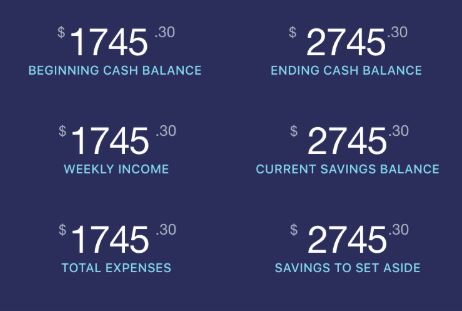 $ 1745 .30 $ 2745 .30
BEGINNING CASH BALANCE ENDING CASH BALANCE
$ 1745 .30 $ 2745 .30
WEEKLY INCOME CURRENT SAVINGS BALANCE
$ 1745 .30 $ 2745 .30
TOTAL EXPENSES SAVINGS TO SET ASIDE